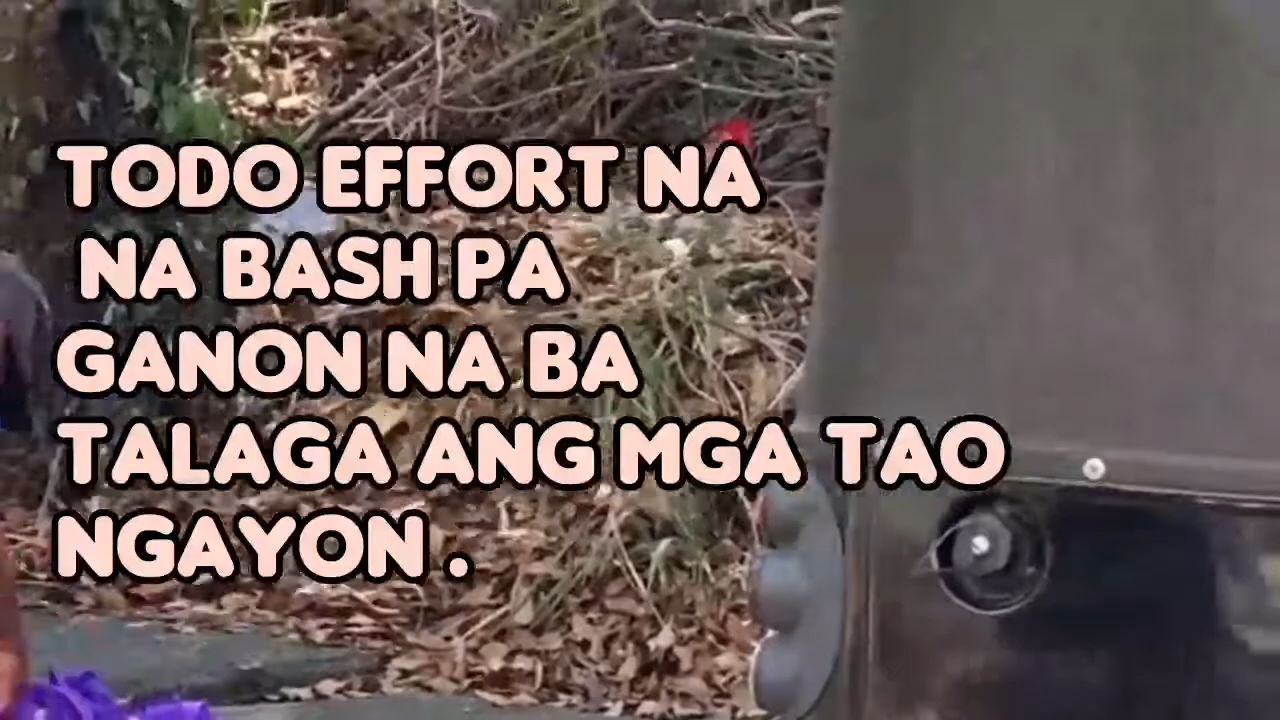 TODO EFFORT NA
NA BASH PA
GANON NA BA
TALAGA ANG MGA TAO
NGAYON .